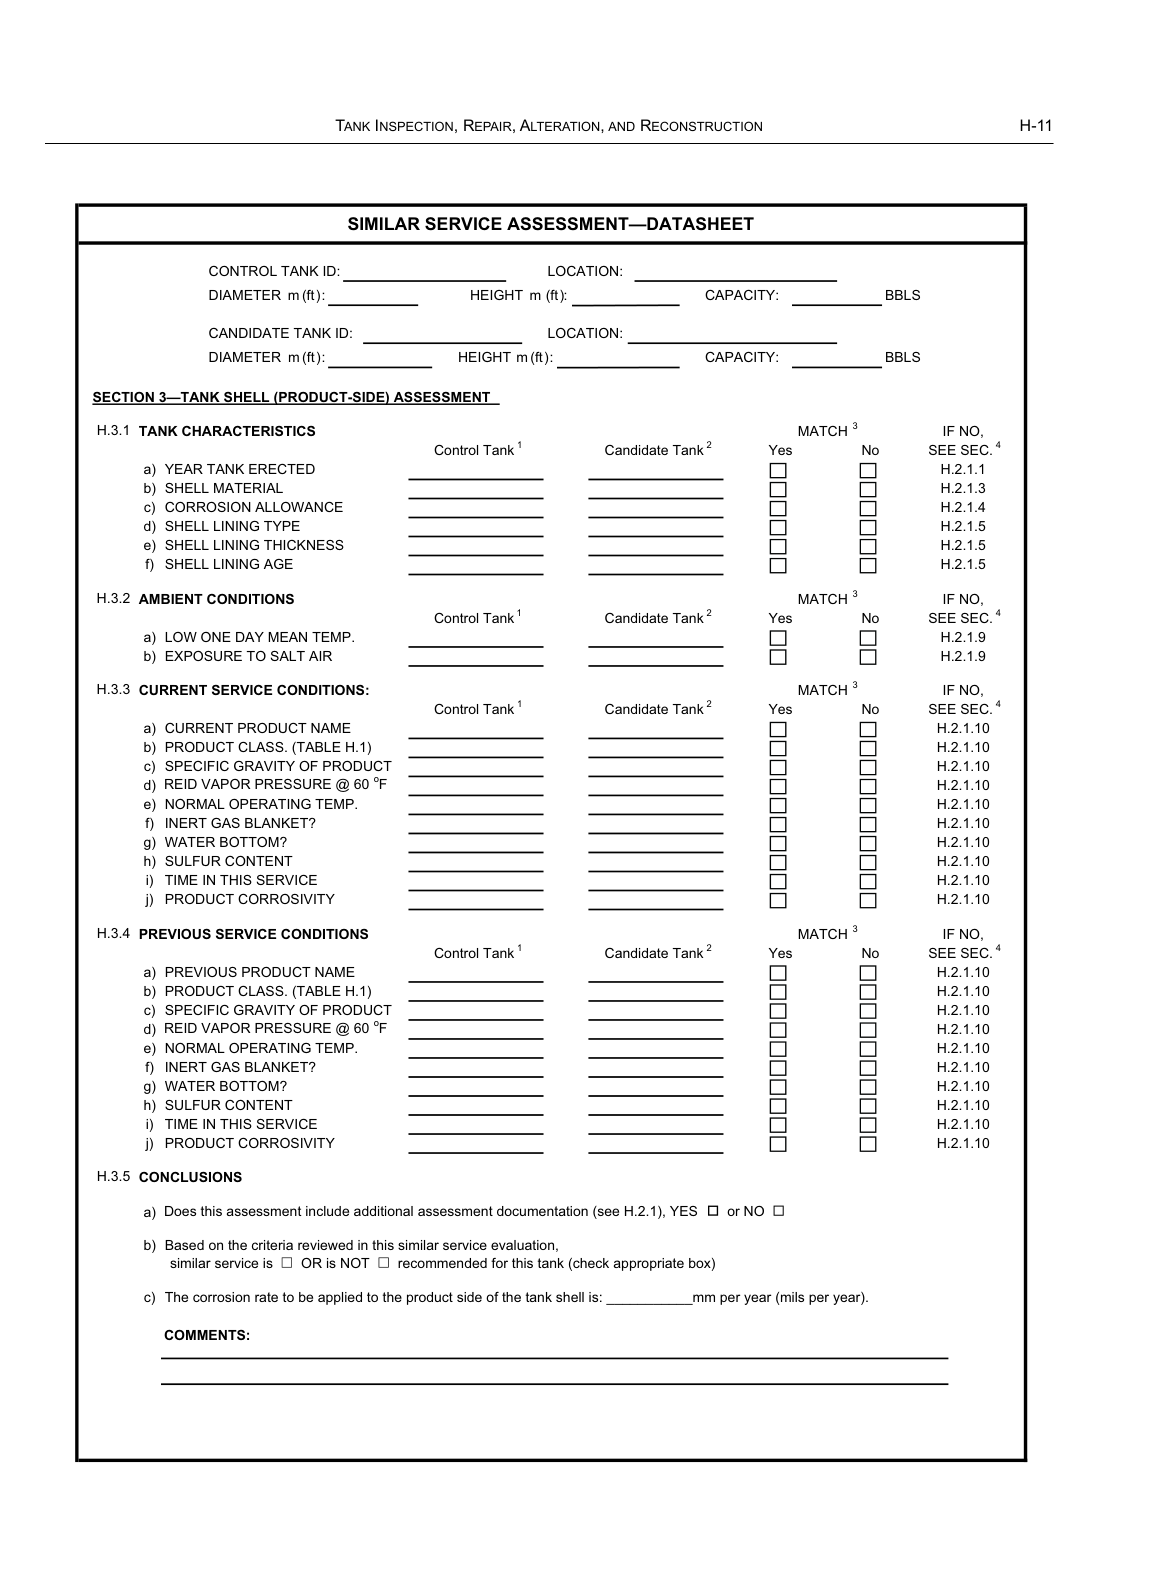 TANK INSPECTION, REPAIR, ALTERATION, AND RECONSTRUCTION H-11
SIMILAR SERVICE ASSESSMENT—DATASHEET
CONTROL TANK ID: LOCATION:
DIAMETER m (ft): HEIGHT m (ft): CAPACITY: BBLS
CANDIDATE TANK ID: LOCATION:
DIAMETER m (ft): HEIGHT m (ft): CAPACITY: BBLS
SECTION 3—TANK SHELL (PRODUCT-SIDE) ASSESSMENT
H.3.1 TANK CHARACTERISTICS MATCH 3 IF NO,
Control Tank 1 Candidate Tank 2 Yes No SEE SEC. 4
a) YEAR TANK ERECTED ☐ ☐ H.2.1.1
b) SHELL MATERIAL ☐ ☐ H.2.1.3
c) CORROSION ALLOWANCE ☐ ☐ H.2.1.4
d) SHELL LINING TYPE ☐ ☐ H.2.1.5
e) SHELL LINING THICKNESS ☐ ☐ H.2.1.5
f) SHELL LINING AGE ☐ ☐ H.2.1.5
H.3.2 AMBIENT CONDITIONS MATCH 3 IF NO,
Control Tank 1 Candidate Tank 2 Yes No SEE SEC. 4
a) LOW ONE DAY MEAN TEMP. ☐ ☐ H.2.1.9
b) EXPOSURE TO SALT AIR ☐ ☐ H.2.1.9
H.3.3 CURRENT SERVICE CONDITIONS: MATCH 3 IF NO,
Control Tank 1 Candidate Tank 2 Yes No SEE SEC. 4
a) CURRENT PRODUCT NAME ☐ ☐ H.2.1.10
b) PRODUCT CLASS. (TABLE H.1) ☐ ☐ H.2.1.10
c) SPECIFIC GRAVITY OF PRODUCT ☐ ☐ H.2.1.10
d) REID VAPOR PRESSURE @ 60 oF ☐ ☐ H.2.1.10
e) NORMAL OPERATING TEMP. ☐ ☐ H.2.1.10
f) INERT GAS BLANKET? ☐ ☐ H.2.1.10
g) WATER BOTTOM? ☐ ☐ H.2.1.10
h) SULFUR CONTENT ☐ ☐ H.2.1.10
i) TIME IN THIS SERVICE ☐ ☐ H.2.1.10
j) PRODUCT CORROSIVITY ☐ ☐ H.2.1.10
H.3.4 PREVIOUS SERVICE CONDITIONS MATCH 3 IF NO,
Control Tank 1 Candidate Tank 2 Yes No SEE SEC. 4
a) PREVIOUS PRODUCT NAME ☐ ☐ H.2.1.10
b) PRODUCT CLASS. (TABLE H.1) ☐ ☐ H.2.1.10
c) SPECIFIC GRAVITY OF PRODUCT ☐ ☐ H.2.1.10
d) REID VAPOR PRESSURE @ 60 oF ☐ ☐ H.2.1.10
e) NORMAL OPERATING TEMP. ☐ ☐ H.2.1.10
f) INERT GAS BLANKET? ☐ ☐ H.2.1.10
g) WATER BOTTOM? ☐ ☐ H.2.1.10
h) SULFUR CONTENT ☐ ☐ H.2.1.10
i) TIME IN THIS SERVICE ☐ ☐ H.2.1.10
j) PRODUCT CORROSIVITY ☐ ☐ H.2.1.10
H.3.5 CONCLUSIONS
a) Does this assessment include additional assessment documentation (see H.2.1), YES ☐ or NO ☐
b) Based on the criteria reviewed in this similar service evaluation,
similar service is ☐ OR is NOT ☐ recommended for this tank (check appropriate box)
c) The corrosion rate to be applied to the product side of the tank shell is: ___________mm per year (mils per year).
COMMENTS: